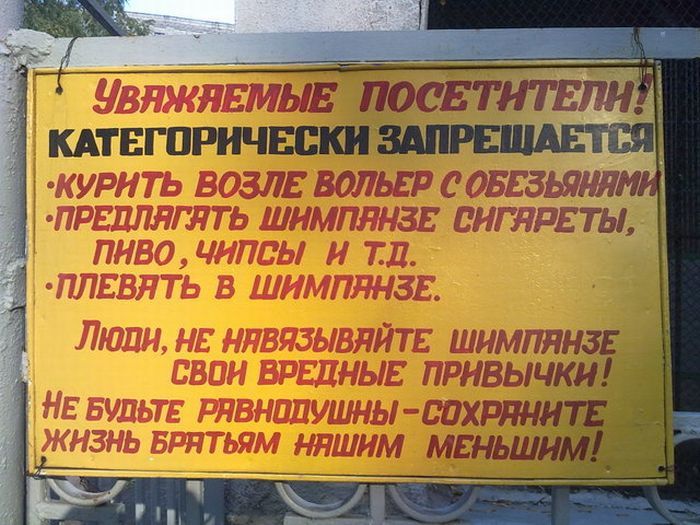 УВАЖАЕМЫЕ ПОСЕТИТЕЛИ!
КАТЕГОРИЧЕСКИ ЗАПРЕЩАЕТСЯ
•КУРИТЬ ВОЗЛЕ ВОЛЬЕР С ОБЕЗЬЯНАМИ
•ПРЕДЛАГАТЬ ШИМПАНЗЕ СИГАРЕТЫ,
ПИВО, ЧИПСЫ И Т.Д.
•ПЛЕВАТЬ В ШИМПАНЗЕ.
ЛЮДИ, НЕ НАВЯЗЫВАЙТЕ ШИМПАНЗЕ
СВОИ ВРЕДНЫЕ ПРИВЫЧКИ!
НЕ БУДЬТЕ РАВНОДУШНЫ – СОХРАНИТЕ
ЖИЗНЬ БРАТЬЯМ НАШИМ МЕНЬШИМ!